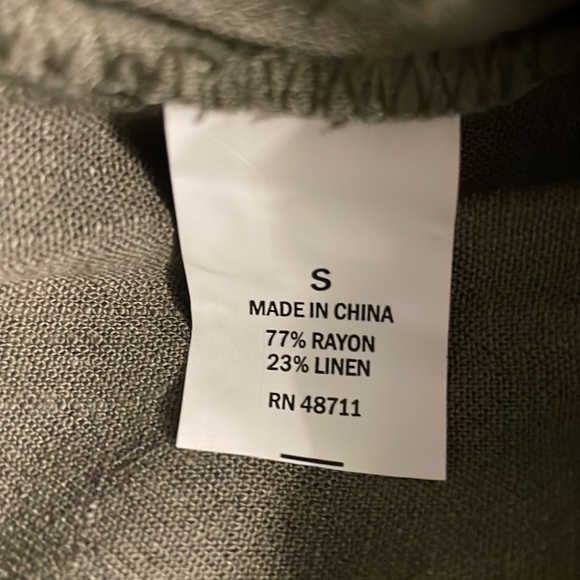 S
MADE IN CHINA
77% RAYON
23% LINEN
RN 48711